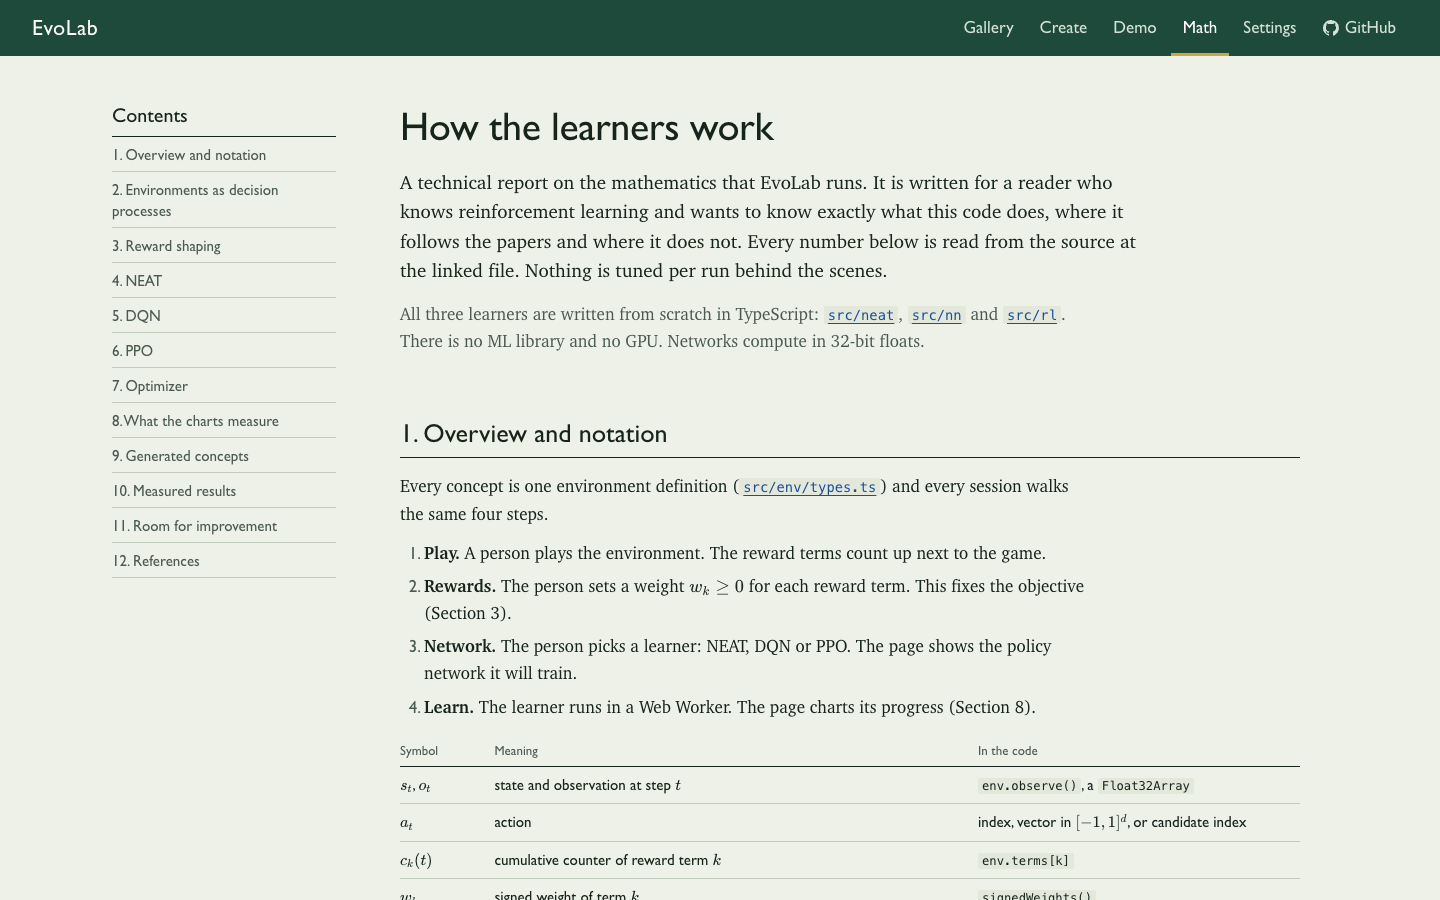 EvoLab
Gallery
Create
Demo
Math
Settings
GitHub
Contents
1. Overview and notation
2. Environments as decision
processes
3. Reward shaping
4. NEAT
5. DQN
6. PPO
7. Optimizer
8. What the charts measure
9. Generated concepts
10. Measured results
11. Room for improvement
12. References
How the learners work
A technical report on the mathematics that EvoLab runs. It is written for a reader who
knows reinforcement learning and wants to know exactly what this code does, where it
follows the papers and where it does not. Every number below is read from the source at
the linked file. Nothing is tuned per run behind the scenes.
All three learners are written from scratch in TypeScript: src/neat, src/nn and src/rl.
There is no ML library and no GPU. Networks compute in 32-bit floats.
1. Overview and notation
Every concept is one environment definition (src/env/types.ts) and every session walks
the same four steps.
1. Play. A person plays the environment. The reward terms count up next to the game.
2. Rewards. The person sets a weight wₖ ≥ 0 for each reward term. This fixes the objective
(Section 3).
3. Network. The person picks a learner: NEAT, DQN or PPO. The page shows the policy
network it will train.
4. Learn. The learner runs in a Web Worker. The page charts its progress (Section 8).
Symbol Meaning In the code
sₜ, oₜ state and observation at step t env.observe(), a Float32Array
aₜ action index, vector in [−1, 1]ᵈ, or candidate index
cₖ(t) cumulative counter of reward term k env.terms[k]
wₖ signed weight of term k signedWeights()